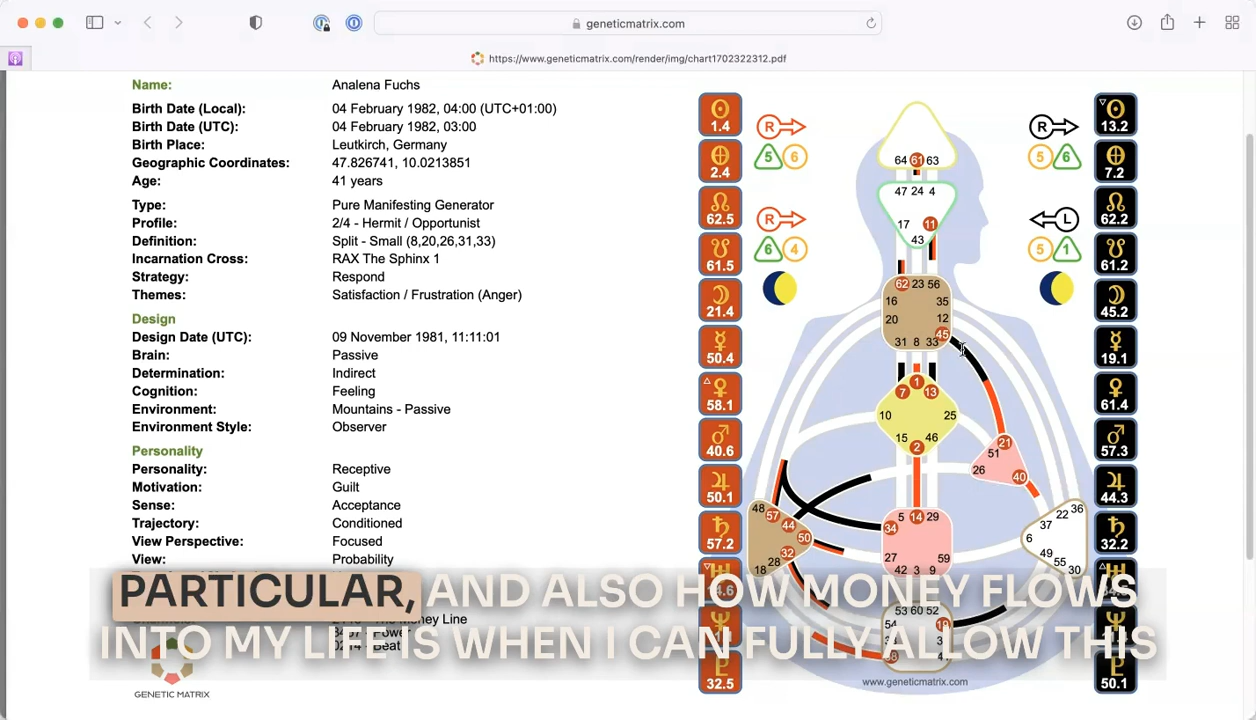 geneticmatrix.com
https://www.geneticmatrix.com/render/img/chart1702322312.pdf
Name: Analena Fuchs
Birth Date (Local): 04 February 1982, 04:00 (UTC+01:00)
Birth Date (UTC): 04 February 1982, 03:00
Birth Place: Leutkirch, Germany
Geographic Coordinates: 47.826741, 10.0213851
Age: 41 years
Type: Pure Manifesting Generator
Profile: 2/4 - Hermit / Opportunist
Definition: Split - Small (8,20,26,31,33)
Incarnation Cross: RAX The Sphinx 1
Strategy: Respond
Themes: Satisfaction / Frustration (Anger)
Design
Design Date (UTC): 09 November 1981, 11:11:01
Brain: Passive
Determination: Indirect
Cognition: Feeling
Environment: Mountains - Passive
Environment Style: Observer
Personality
Personality: Receptive
Motivation: Guilt
Sense: Acceptance
Trajectory: Conditioned
View Perspective: Focused
View: Probability
The Money Line
Power
0214 - Beat
GENETIC MATRIX
1.4
2.4
62.5
61.5
21.4
50.4
58.1
40.6
50.1
57.2
32.5
R
5 6
R
6 4
64 61 63
47 24 4
17 11
43
62 23 56
16 35
20 12
45
31 8 33
1
7 13
10 25
15 46
2
21
51
26 40
48
57
44
50
32
28
18
5 14 29
34
27 59
42 3 9
36
22
37
6
49
55
30
53 60 52
54 19
www.geneticmatrix.com
R
5 6
L
5 1
13.2
7.2
62.2
61.2
45.2
19.1
61.4
57.3
44.3
32.2
50.1
PARTICULAR, AND ALSO HOW MONEY FLOWS
INTO MY LIFE IS WHEN I CAN FULLY ALLOW THIS